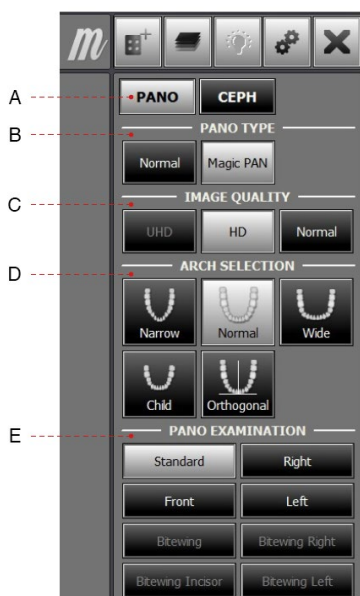 m
A
PANO CEPH
B
PANO TYPE
Normal Magic PAN
C
IMAGE QUALITY
UHD HD Normal
D
ARCH SELECTION
Narrow Normal Wide
Child Orthogonal
E
PANO EXAMINATION
Standard Right
Front Left
Bitewing Bitewing Right
Bitewing Incisor Bitewing Left